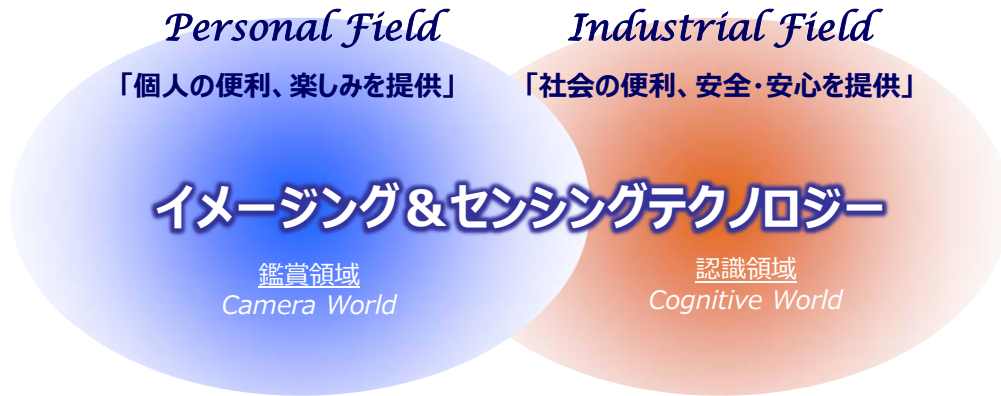 Personal Field
Industrial Field
「個人の便利、楽しみを提供」
「社会の便利、安全・安心を提供」
イメージング&センシングテクノロジー
鑑賞領域
Camera World
認識領域
Cognitive World